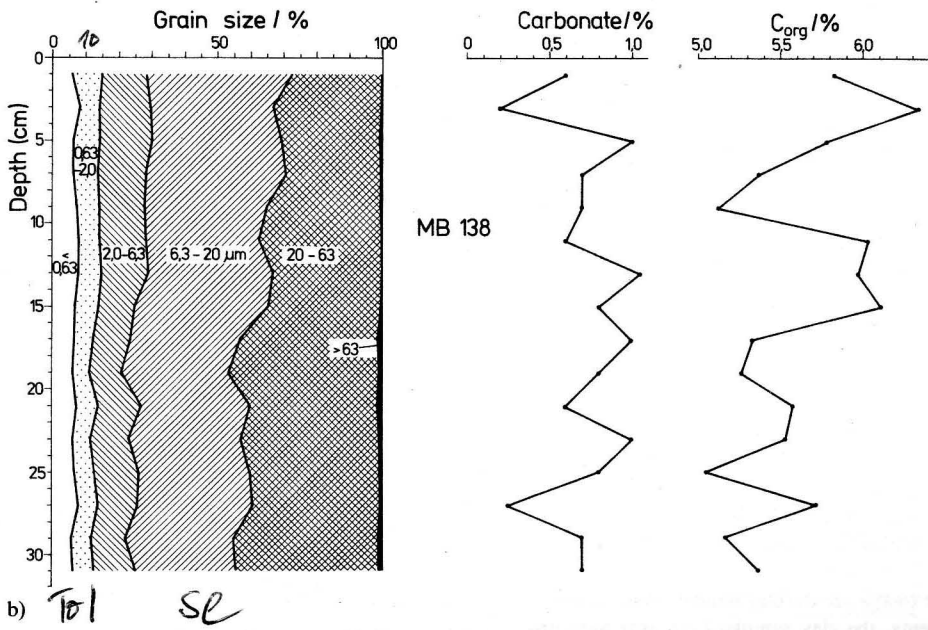 Grain size / %
Carbonate/%
Corg/%
10
0 50 100
0 0,5 1,0
5,0 5,5 6,0
Depth (cm)
0
5
10
15
20
25
30
0,63
-2,0
<
0,63
2,0-6,3
6,3-20 µm
20-63
>63
MB 138
b)